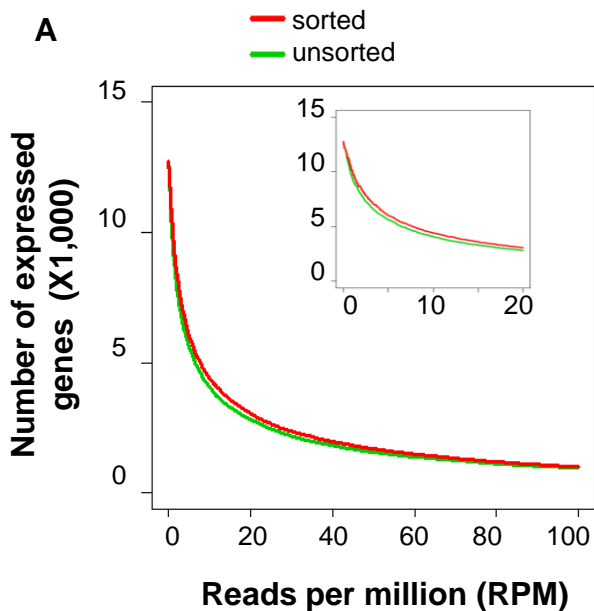 A
sorted
unsorted
Number of expressed
genes (X1,000)
15
10
5
0
0 20 40 60 80 100
15
10
5
0
0 10 20
Reads per million (RPM)